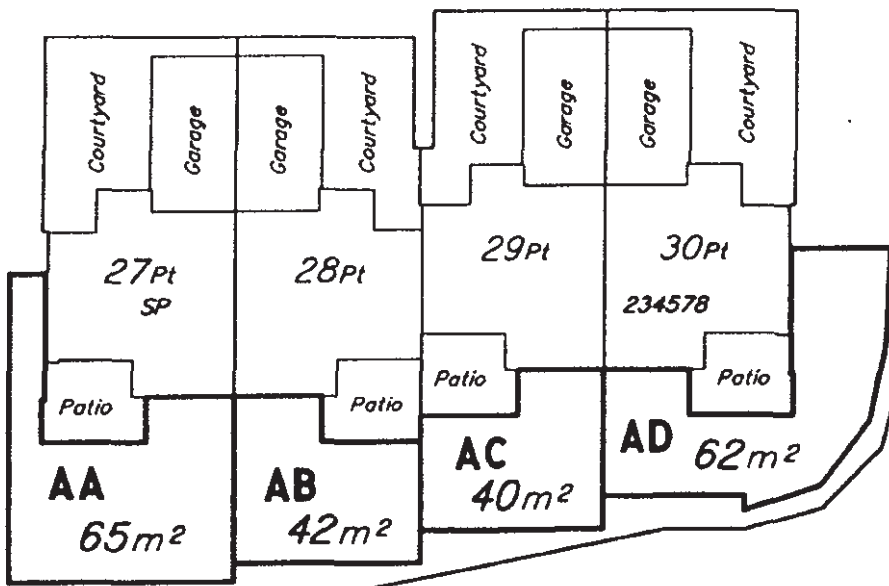 Courtyard
Garage
Garage
Courtyard
Courtyard
Garage
Garage
Courtyard
27Pt
SP
28Pt
29Pt
30Pt
234578
Patio
Patio
Patio
Patio
AA
65m²
AB
42m²
AC
40m²
AD
62m²